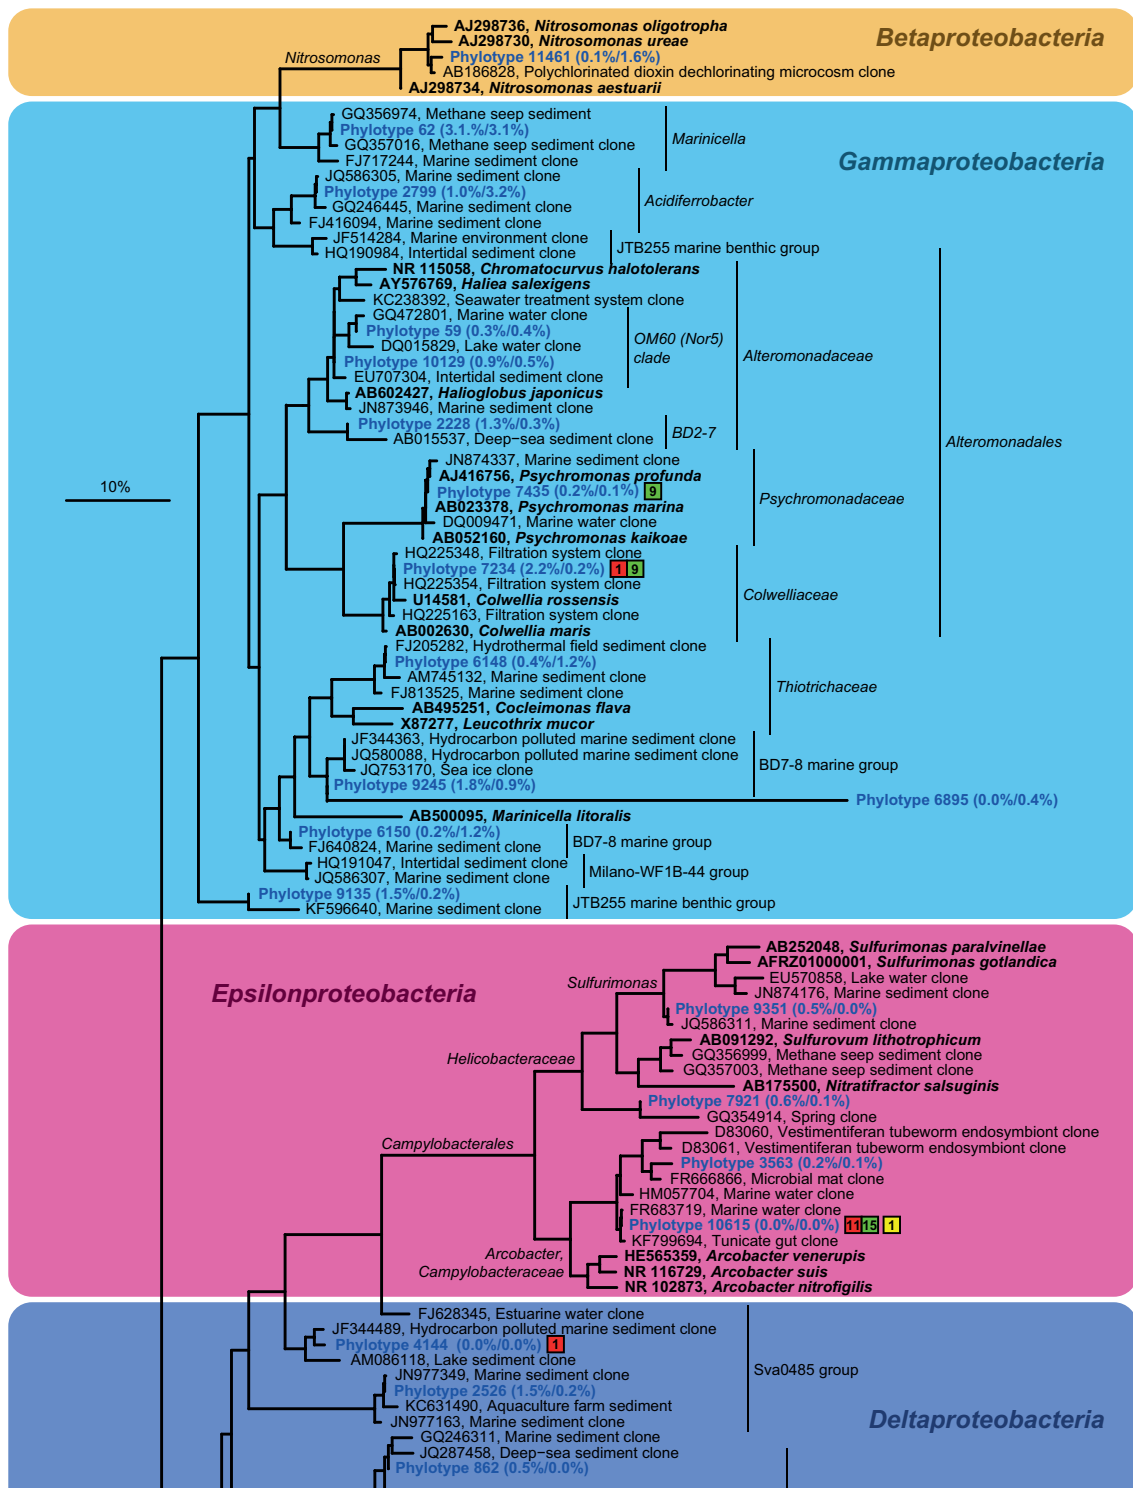 AJ298736, Nitrosomonas oligotropha
AJ298730, Nitrosomonas ureae
Betaproteobacteria
Nitrosomonas
Phylotype 11461 (0.1%/1.6%)
AB186828, Polychlorinated dioxin dechlorinating microcosm clone
AJ298734, Nitrosomonas aestuarii
GQ356974, Methane seep sediment
Phylotype 62 (3.1.%/3.1%)
Marinicella
GQ357016, Methane seep sediment clone
FJ717244, Marine sediment clone
Gammaproteobacteria
JQ586305, Marine sediment clone
Phylotype 2799 (1.0%/3.2%)
Acidiferrobacter
GQ246445, Marine sediment clone
FJ416094, Marine sediment clone
JF514284, Marine environment clone
JTB255 marine benthic group
HQ190984, Intertidal sediment clone
NR 115058, Chromatocurvus halotolerans
AY576769, Haliea salexigens
KC238392, Seawater treatment system clone
GQ472801, Marine water clone
Phylotype 59 (0.3%/0.4%)
OM60 (Nor5)
clade
DQ015829, Lake water clone
Alteromonadaceae
Phylotype 10129 (0.9%/0.5%)
EU707304, Intertidal sediment clone
AB602427, Halioglobus japonicus
JN873946, Marine sediment clone
Phylotype 2228 (1.3%/0.3%)
BD2-7
AB015537, Deep-sea sediment clone
Alteromonadales
JN874337, Marine sediment clone
AJ416756, Psychromonas profunda
10%
Phylotype 7435 (0.2%/0.1%) 9
Psychromonadaceae
AB023378, Psychromonas marina
DQ009471, Marine water clone
AB052160, Psychromonas kaikoae
HQ225348, Filtration system clone
Phylotype 7234 (2.2%/0.2%) 1 9
HQ225354, Filtration system clone
Colwelliaceae
U14581, Colwellia rossensis
HQ225163, Filtration system clone
AB002630, Colwellia maris
FJ205282, Hydrothermal field sediment clone
Phylotype 6148 (0.4%/1.2%)
AM745132, Marine sediment clone
Thiotrichaceae
FJ813525, Marine sediment clone
AB495251, Cocleimonas flava
X87277, Leucothrix mucor
JF344363, Hydrocarbon polluted marine sediment clone
JQ580088, Hydrocarbon polluted marine sediment clone
BD7-8 marine group
JQ753170, Sea ice clone
Phylotype 9245 (1.8%/0.9%)
Phylotype 6895 (0.0%/0.4%)
AB500095, Marinicella litoralis
Phylotype 6150 (0.2%/1.2%)
BD7-8 marine group
FJ640824, Marine sediment clone
HQ191047, Intertidal sediment clone
Milano-WF1B-44 group
JQ586307, Marine sediment clone
Phylotype 9135 (1.5%/0.2%)
JTB255 marine benthic group
KF596640, Marine sediment clone
AB252048, Sulfurimonas paralvinellae
AFRZ01000001, Sulfurimonas gotlandica
Sulfurimonas
EU570858, Lake water clone
Epsilonproteobacteria
JN874176, Marine sediment clone
Phylotype 9351 (0.5%/0.0%)
JQ586311, Marine sediment clone
AB091292, Sulfurovum lithotrophicum
Helicobacteraceae
GQ356999, Methane seep sediment clone
GQ357003, Methane seep sediment clone
AB175500, Nitratifractor salsuginis
Phylotype 7921 (0.6%/0.1%)
GQ354914, Spring clone
D83060, Vestimentiferan tubeworm endosymbiont clone
Campylobacterales
D83061, Vestimentiferan tubeworm endosymbiont clone
Phylotype 3563 (0.2%/0.1%)
FR666866, Microbial mat clone
HM057704, Marine water clone
FR683719, Marine water clone
Phylotype 10615 (0.0%/0.0%) 11 15 1
KF799694, Tunicate gut clone
Arcobacter,
Campylobacteraceae
HE565359, Arcobacter venerupis
NR 116729, Arcobacter suis
NR 102873, Arcobacter nitrofigilis
FJ628345, Estuarine water clone
JF344489, Hydrocarbon polluted marine sediment clone
Phylotype 4144 (0.0%/0.0%) 1
AM086118, Lake sediment clone
Sva0485 group
JN977349, Marine sediment clone
Phylotype 2526 (1.5%/0.2%)
KC631490, Aquaculture farm sediment
Deltaproteobacteria
JN977163, Marine sediment clone
GQ246311, Marine sediment clone
JQ287458, Deep-sea sediment clone
Phylotype 862 (0.5%/0.0%)